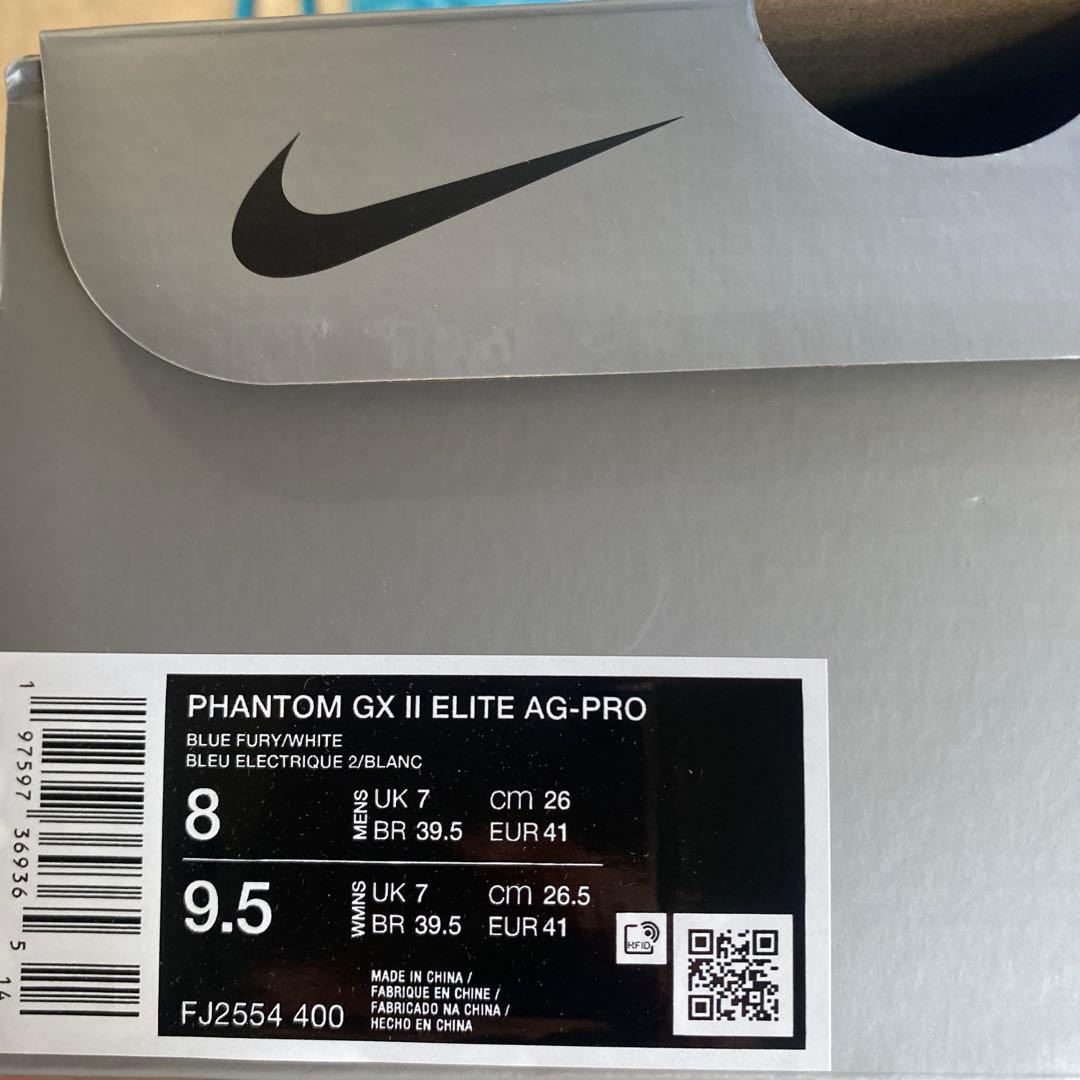 PHANTOM GX II ELITE AG-PRO
BLUE FURY/WHITE
BLEU ELECTRIQUE 2/BLANC
8 MENS UK 7 cm 26
BR 39.5 EUR 41
9.5 WMNS UK 7 cm 26.5
BR 39.5 EUR 41
RFID
MADE IN CHINA /
FABRIQUE EN CHINE /
FABRICADO NA CHINA /
HECHO EN CHINA
FJ2554 400
1 97597 36936 5 14